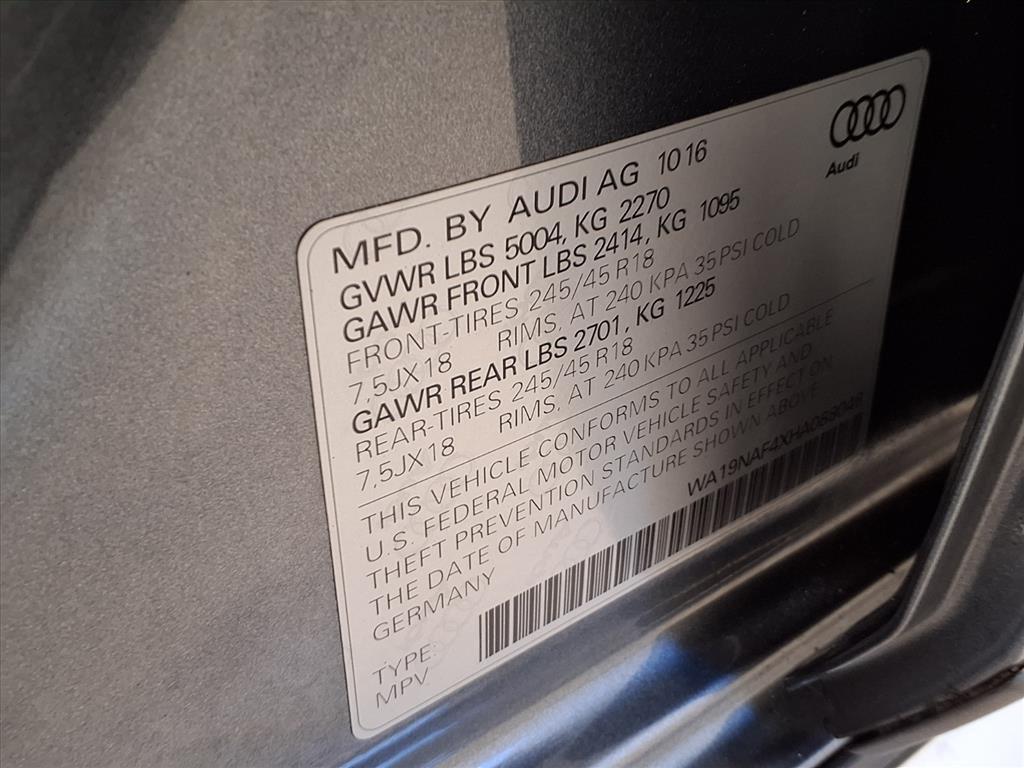 Audi
MFD. BY AUDI AG 10 16
GVWR LBS 5004, KG 2270
GAWR FRONT LBS 2414, KG 1095
FRONT-TIRES 245/45 R18
7,5JX18 RIMS, AT 240 KPA 35 PSI COLD
GAWR REAR LBS 2701, KG 1225
REAR-TIRES 245/45 R18
7,5JX18 RIMS, AT 240 KPA 35 PSI COLD
THIS VEHICLE CONFORMS TO ALL APPLICABLE
U.S. FEDERAL MOTOR VEHICLE SAFETY AND
THEFT PREVENTION STANDARDS IN EFFECT ON
THE DATE OF MANUFACTURE SHOWN ABOVE
GERMANY
TYPE:
MPV